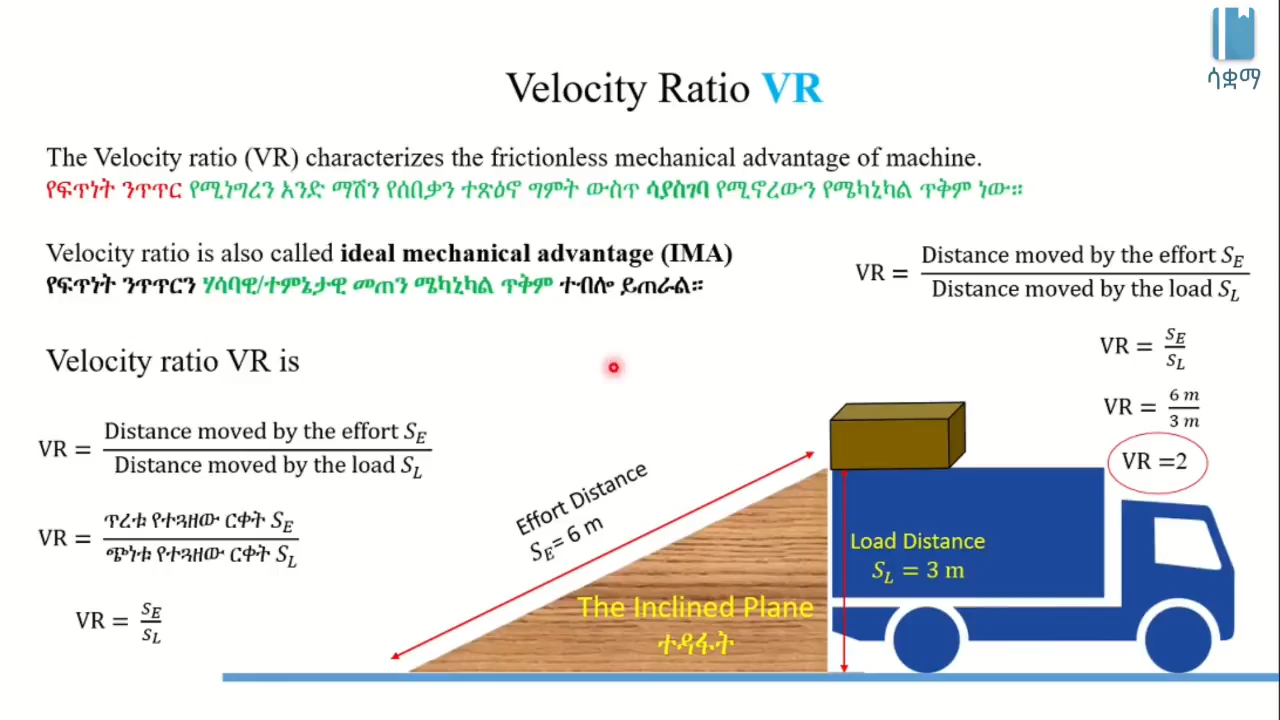 ሳቋማ
Velocity Ratio VR
The Velocity ratio (VR) characterizes the frictionless mechanical advantage of machine.
የፍጥነት ንጥጥር የሚነግረን አንድ ማሽን የሰበቃን ተጽዕኖ ግምት ውስጥ ሳያስገባ የሚኖረውን የሜካኒካል ጥቅም ነው።
Velocity ratio is also called ideal mechanical advantage (IMA)
የፍጥነት ንጥጥርን ሃሳባዊ/ተምኔታዊ መጠን ሜካኒካል ጥቅም ተብሎ ይጠራል።
VR = Distance moved by the effort S_E / Distance moved by the load S_L
VR = S_E / S_L
VR = 6 m / 3 m
VR =2
Velocity ratio VR is
VR = Distance moved by the effort S_E / Distance moved by the load S_L
VR = ጥረቱ የተጓዘው ርቀት S_E / ጭነቱ የተጓዘው ርቀት S_L
VR = S_E / S_L
Effort Distance
S_E= 6 m
Load Distance
S_L = 3 m
The Inclined Plane
ተዳፋት